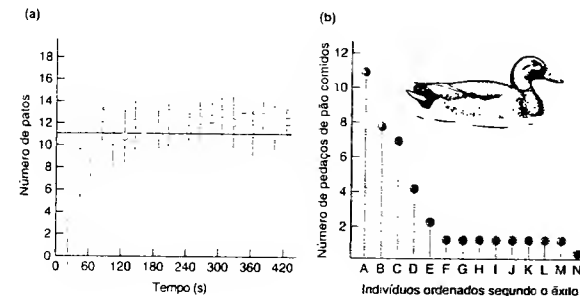 (a)
Número de patos
18
16
14
12
10
8
6
4
2
0
0 60 120 180 240 300 360 420
Tempo (s)
(b)
Número de pedaços de pão comidos
12
10
8
6
4
2
A B C D E F G H I J K L M N
Indivíduos ordenados segundo o êxito